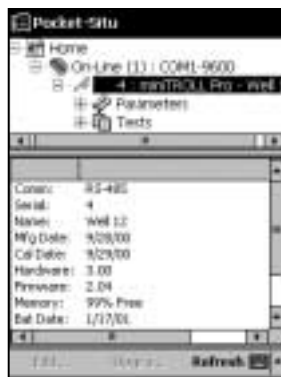 Pocket-Situ
Home
On-Line (1) : COM1-9600
4 : miniTROLL Pro - Well
Parameters
Tests
Comm: RS-485
Serial: 4
Name: Well 12
Mfg Date: 9/28/00
Cal Date: 9/29/00
Hardware: 3.00
Firmware: 2.04
Memory: 99% Free
Bat Date: 1/17/01
Edit...
Refresh